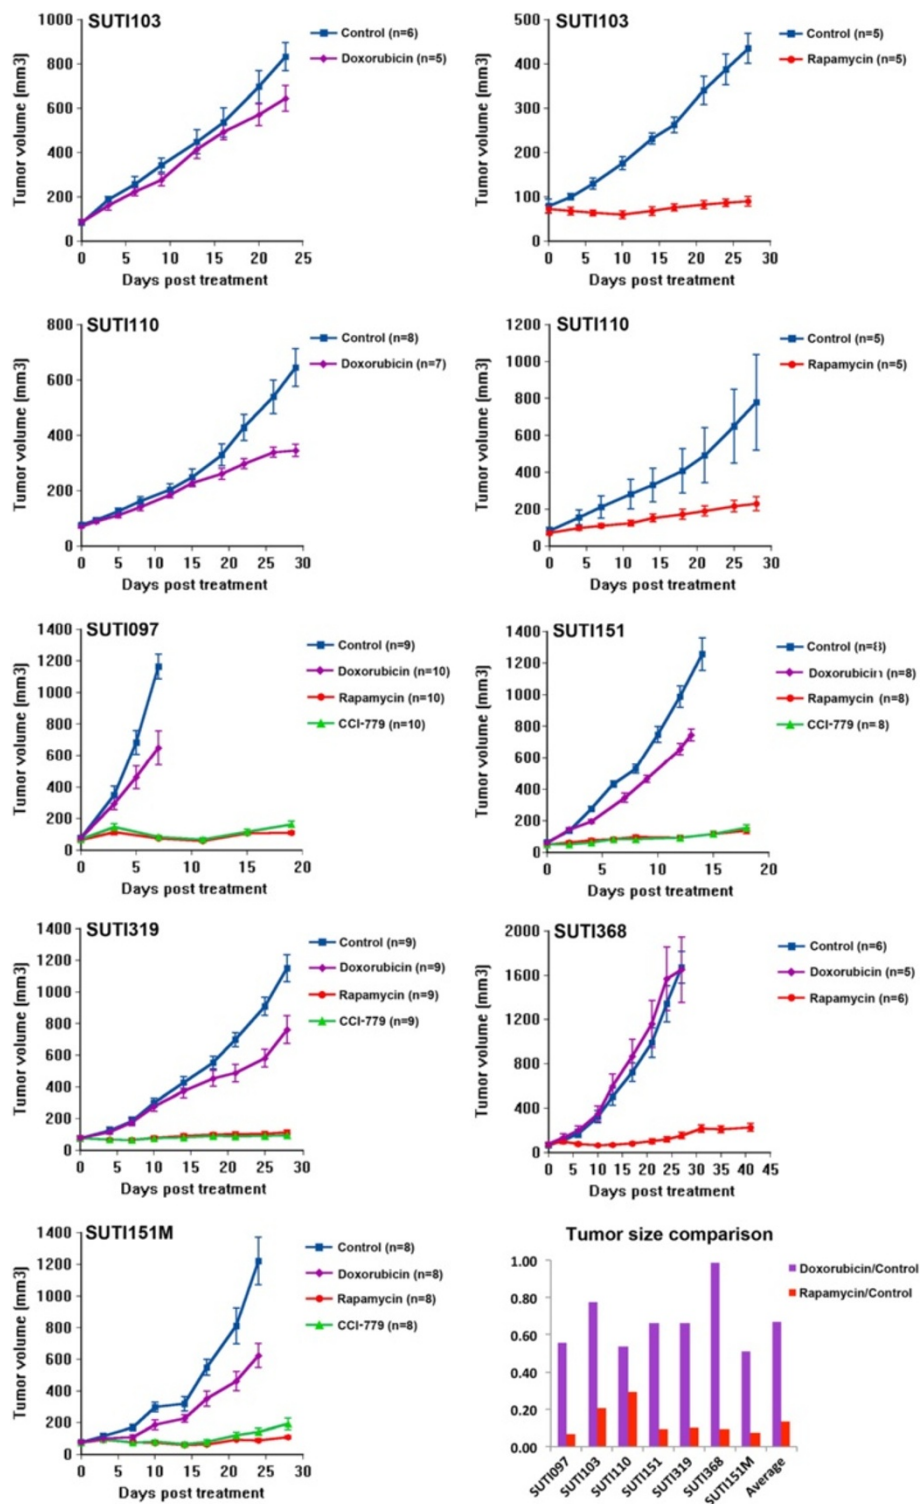 SUTI103
Tumor volume (mm3)
1000
800
600
400
200
0
0 5 10 15 20 25
Days post treatment
Control (n=6)
Doxorubicin (n=5)
SUTI103
Tumor volume (mm3)
500
400
300
200
100
0
0 5 10 15 20 25 30
Days post treatment
Control (n=5)
Rapamycin (n=5)
SUTI110
Tumor volume (mm3)
800
600
400
200
0
0 5 10 15 20 25 30
Days post treatment
Control (n=8)
Doxorubicin (n=7)
SUTI110
Tumor volume (mm3)
1200
1000
800
600
400
200
0
0 5 10 15 20 25 30
Days post treatment
Control (n=5)
Rapamycin (n=5)
SUTI097
Tumor volume (mm3)
1400
1200
1000
800
600
400
200
0
0 5 10 15 20
Days post treatment
Control (n=9)
Doxorubicin (n=10)
Rapamycin (n=10)
CCI-779 (n=10)
SUTI151
Tumor volume (mm3)
1400
1200
1000
800
600
400
200
0
0 5 10 15 20
Days post treatment
Control (n=8)
Doxorubicin (n=8)
Rapamycin (n=8)
CCI-779 (n=8)
SUTI319
Tumor volume (mm3)
1400
1200
1000
800
600
400
200
0
0 5 10 15 20 25 30
Days post treatment
Control (n=9)
Doxorubicin (n=9)
Rapamycin (n=9)
CCI-779 (n=9)
SUTI368
Tumor volume (mm3)
2000
1600
1200
800
400
0
0 5 10 15 20 25 30 35 40 45
Days post treatment
Control (n=6)
Doxorubicin (n=5)
Rapamycin (n=6)
SUTI151M
Tumor volume (mm3)
1400
1200
1000
800
600
400
200
0
0 4 8 12 16 20 24 28
Days post treatment
Control (n=8)
Doxorubicin (n=8)
Rapamycin (n=8)
CCI-779 (n=8)
Tumor size comparison
1.00
0.80
0.60
0.40
0.20
0.00
SUTI097 SUTI103 SUTI110 SUTI151 SUTI319 SUTI368 SUTI151M Average
Doxorubicin/Control
Rapamycin/Control